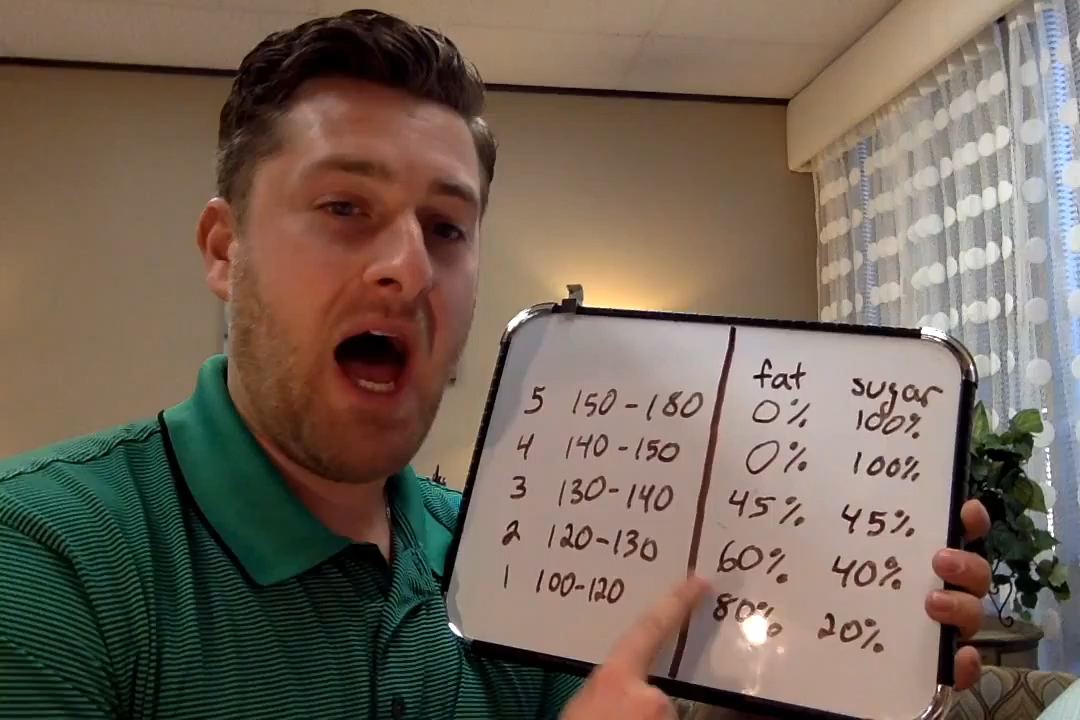 fat sugar
5 150-180 0% 100%
4 140-150 0% 100%
3 130-140 45% 45%
2 120-130 60% 40%
1 100-120 80% 20%